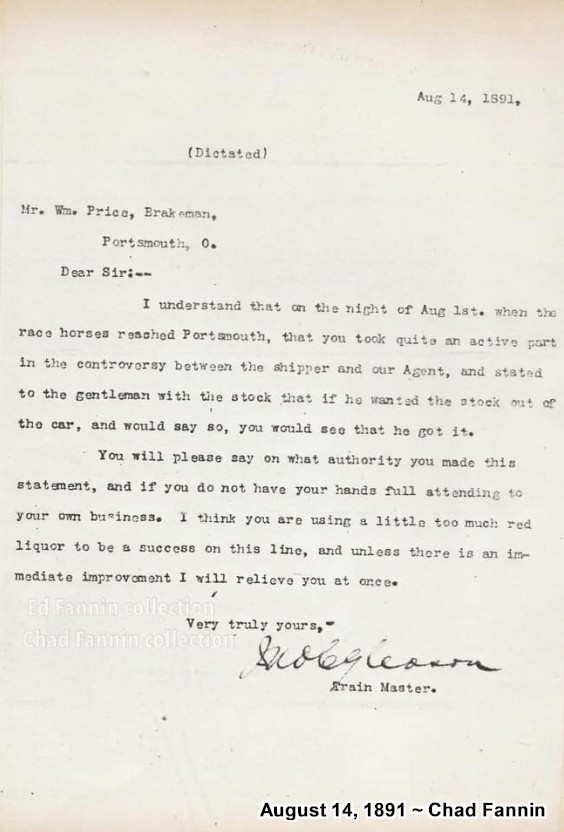 Aug 14, 1891,
(Dictated)
Mr. Wm. Price, Brakeman,
Portsmouth, O.
Dear Sir:--
I understand that on the night of Aug 1st. when the
race horses reached Portsmouth, that you took quite an active part
in the controversy between the shipper and our Agent, and stated
to the gentleman with the stock that if he wanted the stock out of
the car, and would say so, you would see that he got it.
You will please say on what authority you made this
statement, and if you do not have your hands full attending to
your own business. I think you are using a little too much red
liquor to be a success on this line, and unless there is an im-
mediate improvement I will relieve you at once.
Ed Fannin collection
Very truly yours,-
Chad Fannin collection
Gleason
Train Master.
August 14, 1891 ~ Chad Fannin